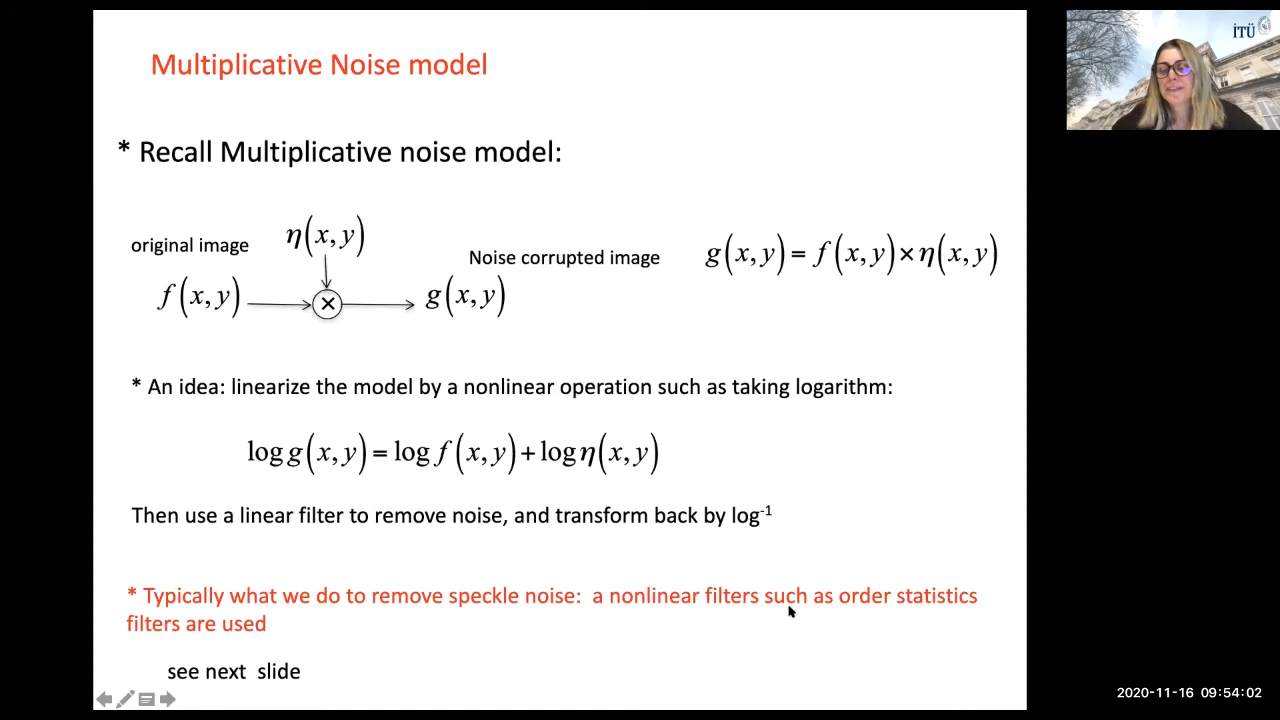 Multiplicative Noise model
* Recall Multiplicative noise model:
original image
η(x,y)
Noise corrupted image
g(x,y) = f(x,y)×η(x,y)
f(x,y)
×
g(x,y)
* An idea: linearize the model by a nonlinear operation such as taking logarithm:
log g(x,y) = log f(x,y) + log η(x,y)
Then use a linear filter to remove noise, and transform back by log⁻¹
* Typically what we do to remove speckle noise:  a nonlinear filters such as order statistics
filters are used
see next  slide
İTÜ
2020-11-16 09:54:02